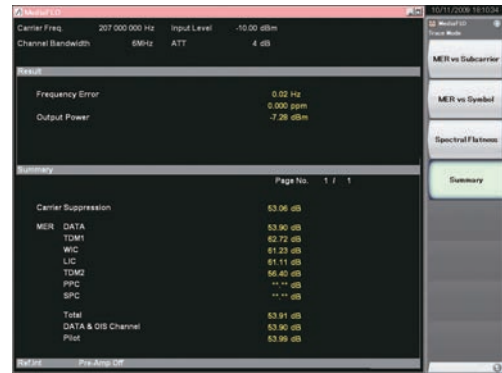 MediaFLO
10/11/2009 19:10:34
Carrier Freq. 207 000 000 Hz Input Level -10.00 dBm
Channel Bandwidth 6MHz ATT 4 dB
MediaFLO
Trace Mode
MER vs Subcarrier
MER vs Symbol
Spectral Flatness
Summary
Result
Frequency Error 0.02 Hz
0.000 ppm
Output Power -7.28 dBm
Summary
Page No. 1 / 1
Carrier Suppression 53.06 dB
MER DATA 53.90 dB
TDM1 62.72 dB
WIC 61.23 dB
LIC 61.11 dB
TDM2 56.40 dB
PPC **.** dB
SPC **.** dB
Total 53.91 dB
DATA & OIS Channel 53.90 dB
Pilot 53.99 dB
Ref.Int Pre-Amp Off